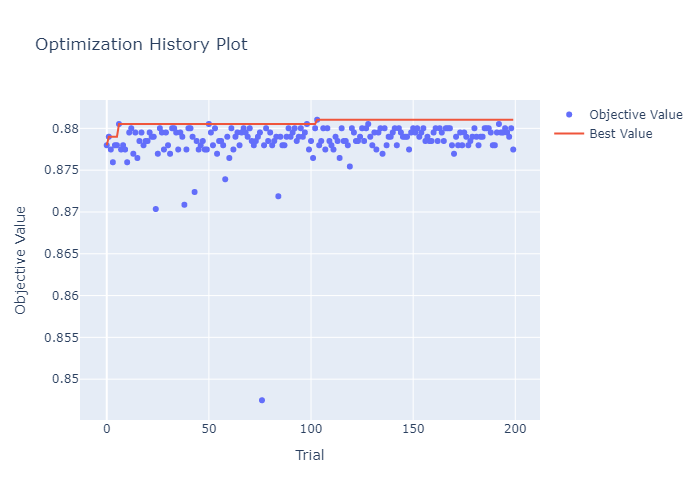 Optimization History Plot
Objective Value
Best Value
0.88
0.875
0.87
0.865
0.86
0.855
0.85
Objective Value
0
50
100
150
200
Trial